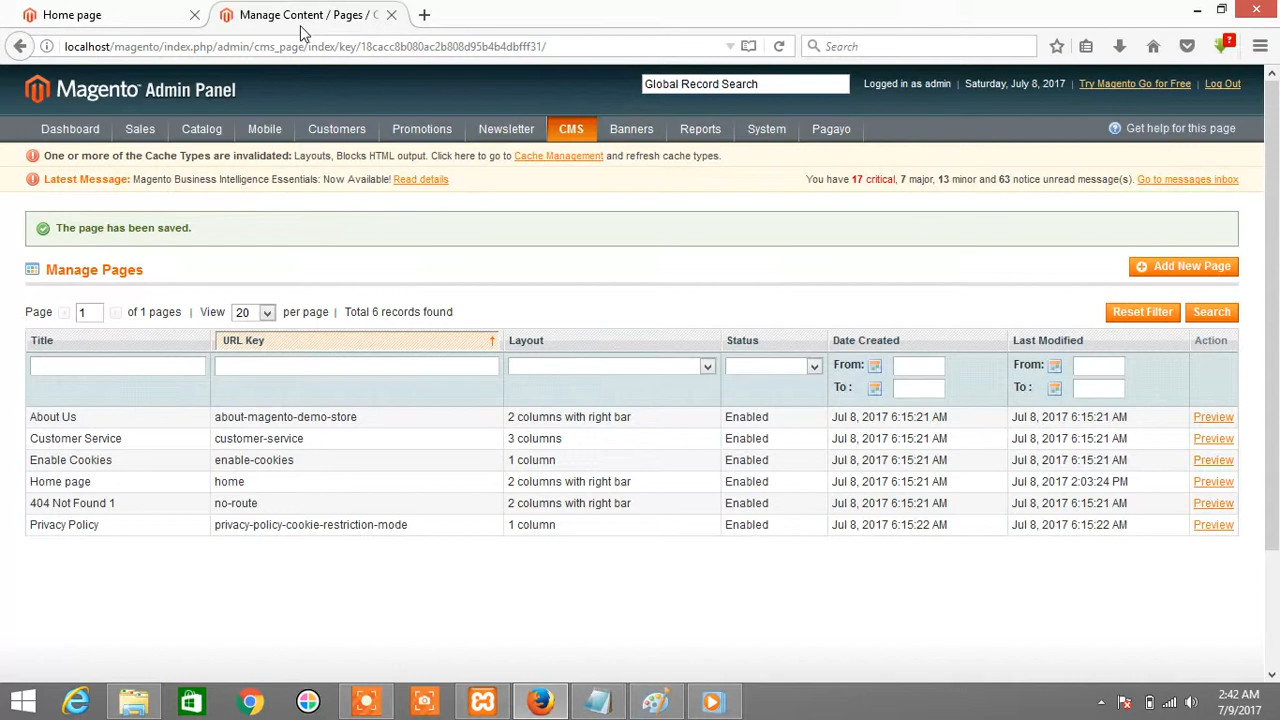 Home page
Manage Content / Pages / C
localhost/magento/index.php/admin/cms_page/index/key/18cacc8b080ac2b808d95b4b4dbfff31/
Search
Magento Admin Panel
Global Record Search
Logged in as admin | Saturday, July 8, 2017 | Try Magento Go for Free | Log Out
Dashboard Sales Catalog Mobile Customers Promotions Newsletter CMS Banners Reports System Pagayo
Get help for this page
One or more of the Cache Types are invalidated: Layouts, Blocks HTML output. Click here to go to Cache Management and refresh cache types.
Latest Message: Magento Business Intelligence Essentials: Now Available! Read details
You have 17 critical, 7 major, 13 minor and 63 notice unread message(s). Go to messages inbox
The page has been saved.
Manage Pages
Add New Page
Page 1 of 1 pages | View 20 per page | Total 6 records found
Reset Filter Search
Title URL Key Layout Status Date Created Last Modified Action
From: From:
To : To :
About Us about-magento-demo-store 2 columns with right bar Enabled Jul 8, 2017 6:15:21 AM Jul 8, 2017 6:15:21 AM Preview
Customer Service customer-service 3 columns Enabled Jul 8, 2017 6:15:21 AM Jul 8, 2017 6:15:21 AM Preview
Enable Cookies enable-cookies 1 column Enabled Jul 8, 2017 6:15:21 AM Jul 8, 2017 6:15:21 AM Preview
Home page home 2 columns with right bar Enabled Jul 8, 2017 6:15:21 AM Jul 8, 2017 2:03:24 PM Preview
404 Not Found 1 no-route 2 columns with right bar Enabled Jul 8, 2017 6:15:21 AM Jul 8, 2017 6:15:21 AM Preview
Privacy Policy privacy-policy-cookie-restriction-mode 1 column Enabled Jul 8, 2017 6:15:22 AM Jul 8, 2017 6:15:22 AM Preview
2:42 AM
7/9/2017